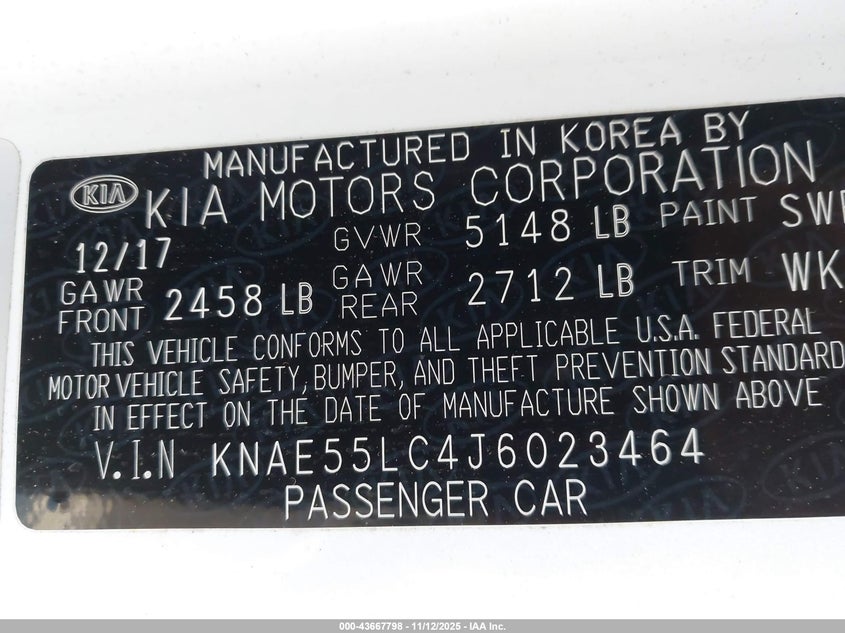 MANUFACTURED IN KOREA BY
KIA KIA MOTORS CORPORATION
12/17 GVWR 5148 LB PAINT
GAWR FRONT 2458 LB GAWR REAR 2712 LB TRIM WK
THIS VEHICLE CONFORMS TO ALL APPLICABLE U.S.A. FEDERAL
MOTOR VEHICLE SAFETY, BUMPER, AND THEFT PREVENTION STANDARD
IN EFFECT ON THE DATE OF MANUFACTURE SHOWN ABOVE
V.I.N KNAE55LC4J6023464
PASSENGER CAR
000-43667798 - 11/12/2025 - IAA Inc.